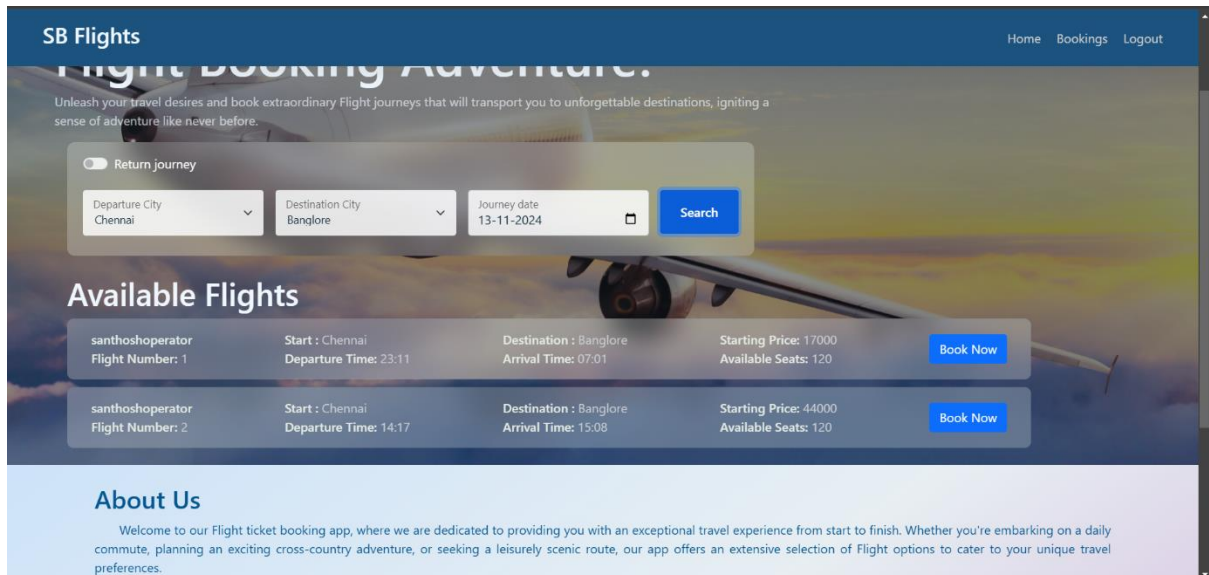 SB Flights
Home Bookings Logout
Flight Booking Adventure!
Unleash your travel desires and book extraordinary Flight journeys that will transport you to unforgettable destinations, igniting a
sense of adventure like never before.
Return journey
Departure City
Chennai
Destination City
Banglore
Journey date
13-11-2024
Search
Available Flights
santhoshoperator
Flight Number: 1
Start : Chennai
Departure Time: 23:11
Destination : Banglore
Arrival Time: 07:01
Starting Price: 17000
Available Seats: 120
Book Now
santhoshoperator
Flight Number: 2
Start : Chennai
Departure Time: 14:17
Destination : Banglore
Arrival Time: 15:08
Starting Price: 44000
Available Seats: 120
Book Now
About Us
Welcome to our Flight ticket booking app, where we are dedicated to providing you with an exceptional travel experience from start to finish. Whether you're embarking on a daily
commute, planning an exciting cross-country adventure, or seeking a leisurely scenic route, our app offers an extensive selection of Flight options to cater to your unique travel
preferences.